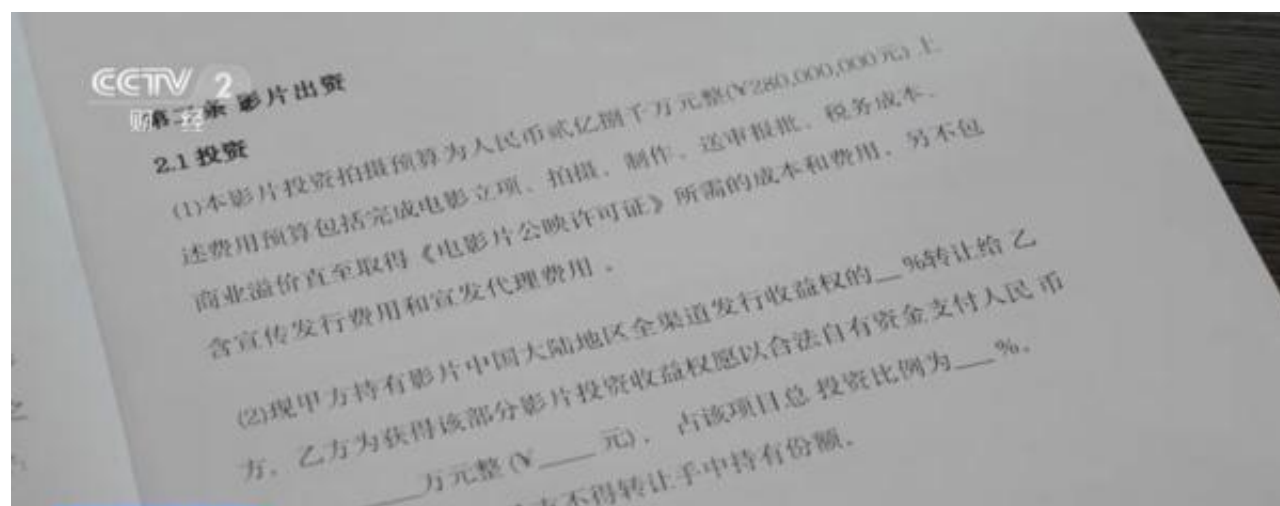 CCTV 2
财经
第二条 影片出资
2.1 投资
(1)本影片投资拍摄预算为人民币贰亿捌千万元整(¥280,000,000元)上
述费用预算包括完成电影立项、拍摄、制作、送审报批、税务成本、
商业溢价直至取得《电影片公映许可证》所需的成本和费用，另不包
含宣传发行费用和宣发代理费用。
(2)现甲方持有影片中国大陆地区全渠道发行收益权的__%转让给 乙
方，乙方为获得该部分影片投资收益权愿以合法自有资金支付人民 币
____万元整(¥____元)，占该项目总 投资比例为___%。
不得转让手中持有份额。